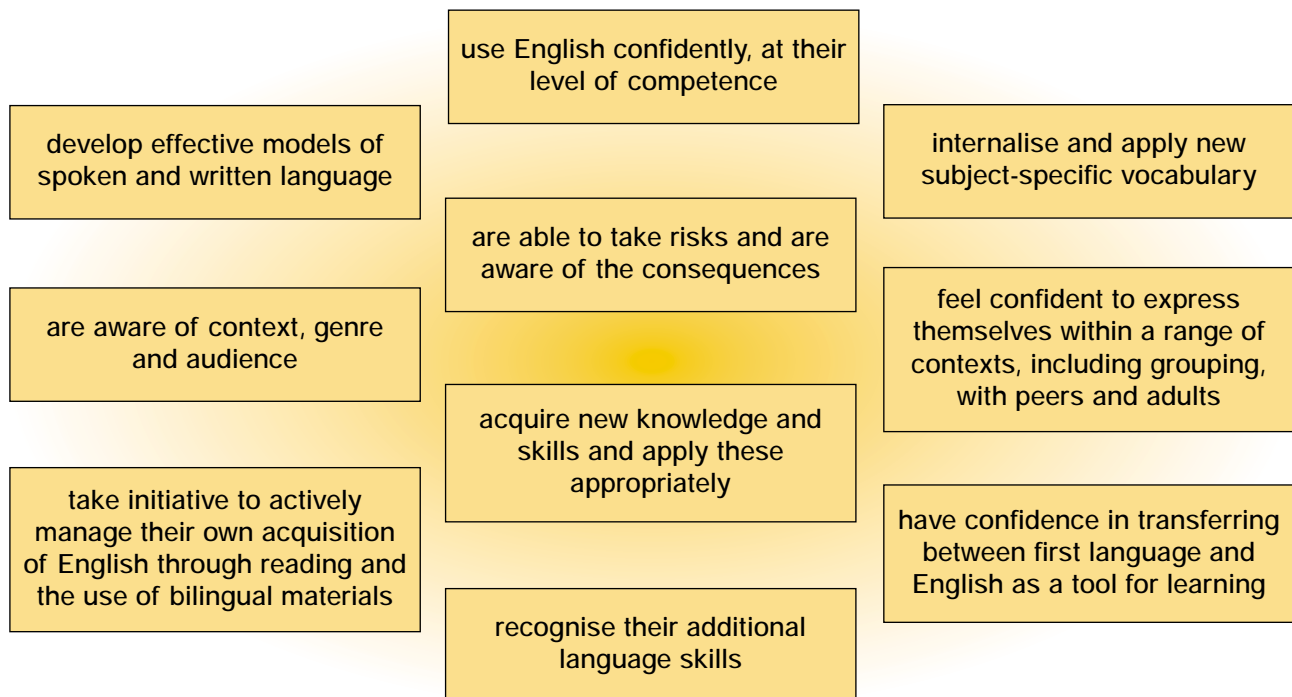 use English confidently, at their
level of competence
develop effective models of
spoken and written language
internalise and apply new
subject-specific vocabulary
are able to take risks and are
aware of the consequences
are aware of context, genre
and audience
feel confident to express
themselves within a range of
contexts, including grouping,
with peers and adults
acquire new knowledge and
skills and apply these
appropriately
take initiative to actively
manage their own acquisition
of English through reading and
the use of bilingual materials
have confidence in transferring
between first language and
English as a tool for learning
recognise their additional
language skills